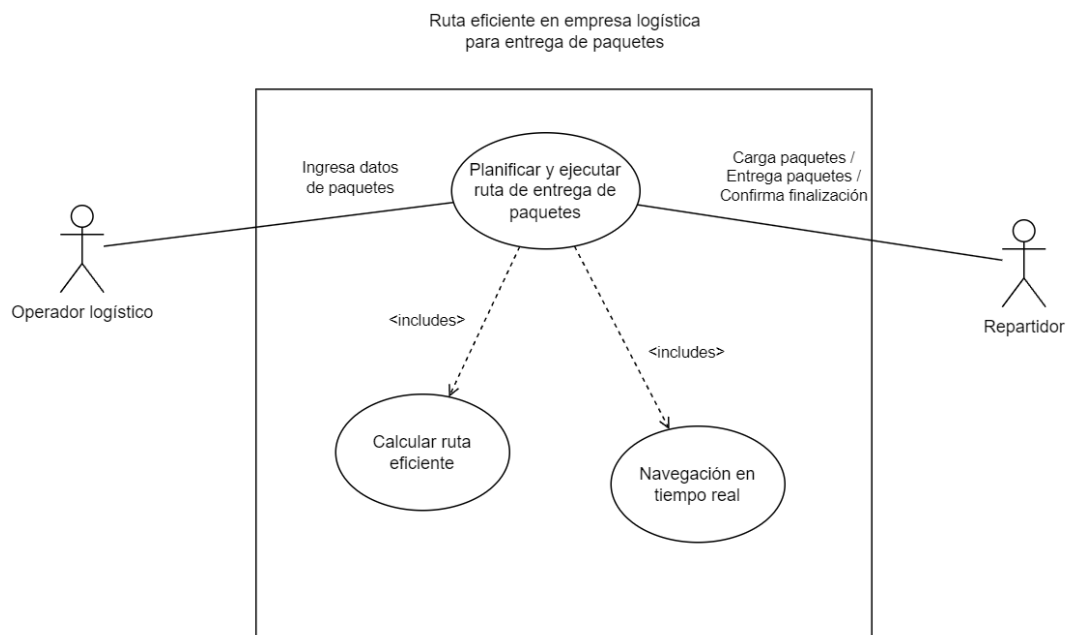 Ruta eficiente en empresa logística
para entrega de paquetes
Ingresa datos
de paquetes
Planificar y ejecutar
ruta de entrega de
paquetes
Carga paquetes /
Entrega paquetes /
Confirma finalización
Operador logístico
Repartidor
<includes>
<includes>
Calcular ruta
eficiente
Navegación en
tiempo real